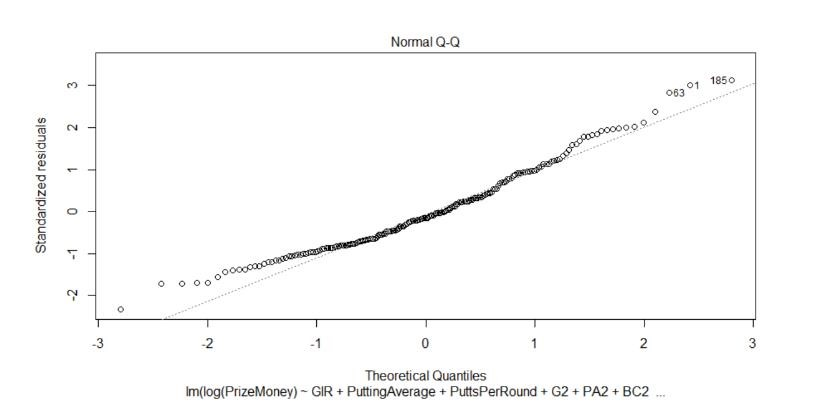 Normal Q-Q
Standardized residuals
3
2
1
0
-1
-2
63
1
185
-3 -2 -1 0 1 2 3
Theoretical Quantiles
lm(log(PrizeMoney) ~ GIR + PuttingAverage + PuttsPerRound + G2 + PA2 + BC2 ...